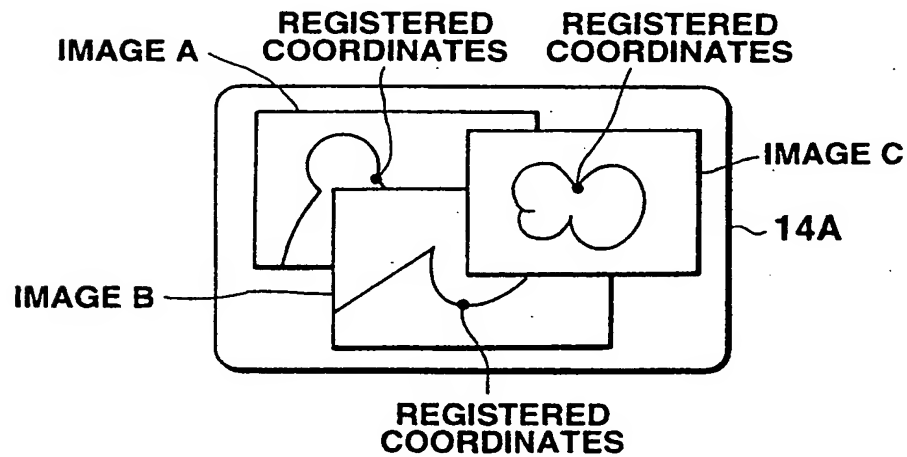 REGISTERED
COORDINATES
REGISTERED
COORDINATES
IMAGE A
IMAGE C
14A
IMAGE B
REGISTERED
COORDINATES